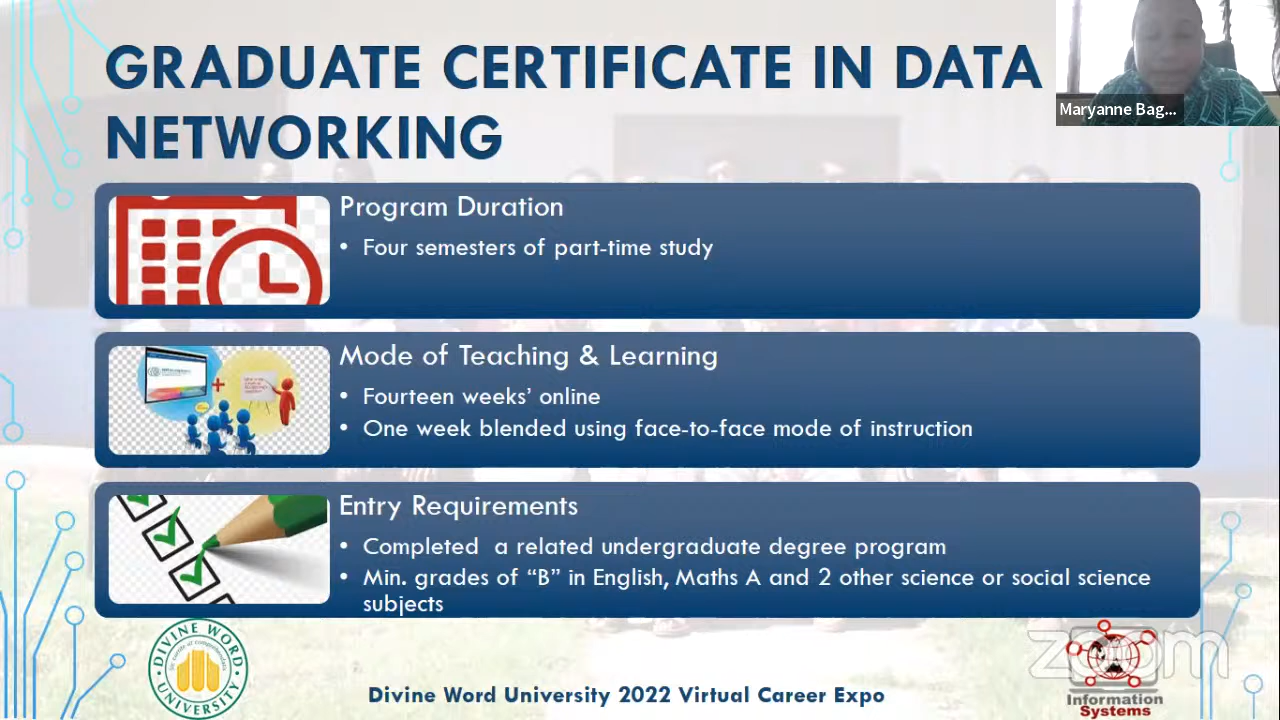 GRADUATE CERTIFICATE IN DATA
NETWORKING
Maryanne Bag...
Program Duration
• Four semesters of part-time study
Mode of Teaching & Learning
• Fourteen weeks’ online
• One week blended using face-to-face mode of instruction
Entry Requirements
• Completed  a related undergraduate degree program
• Min. grades of “B” in English, Maths A and 2 other science or social science
subjects
DIVINE WORD
UNIVERSITY
Divine Word University 2022 Virtual Career Expo
zoom
Information
Systems